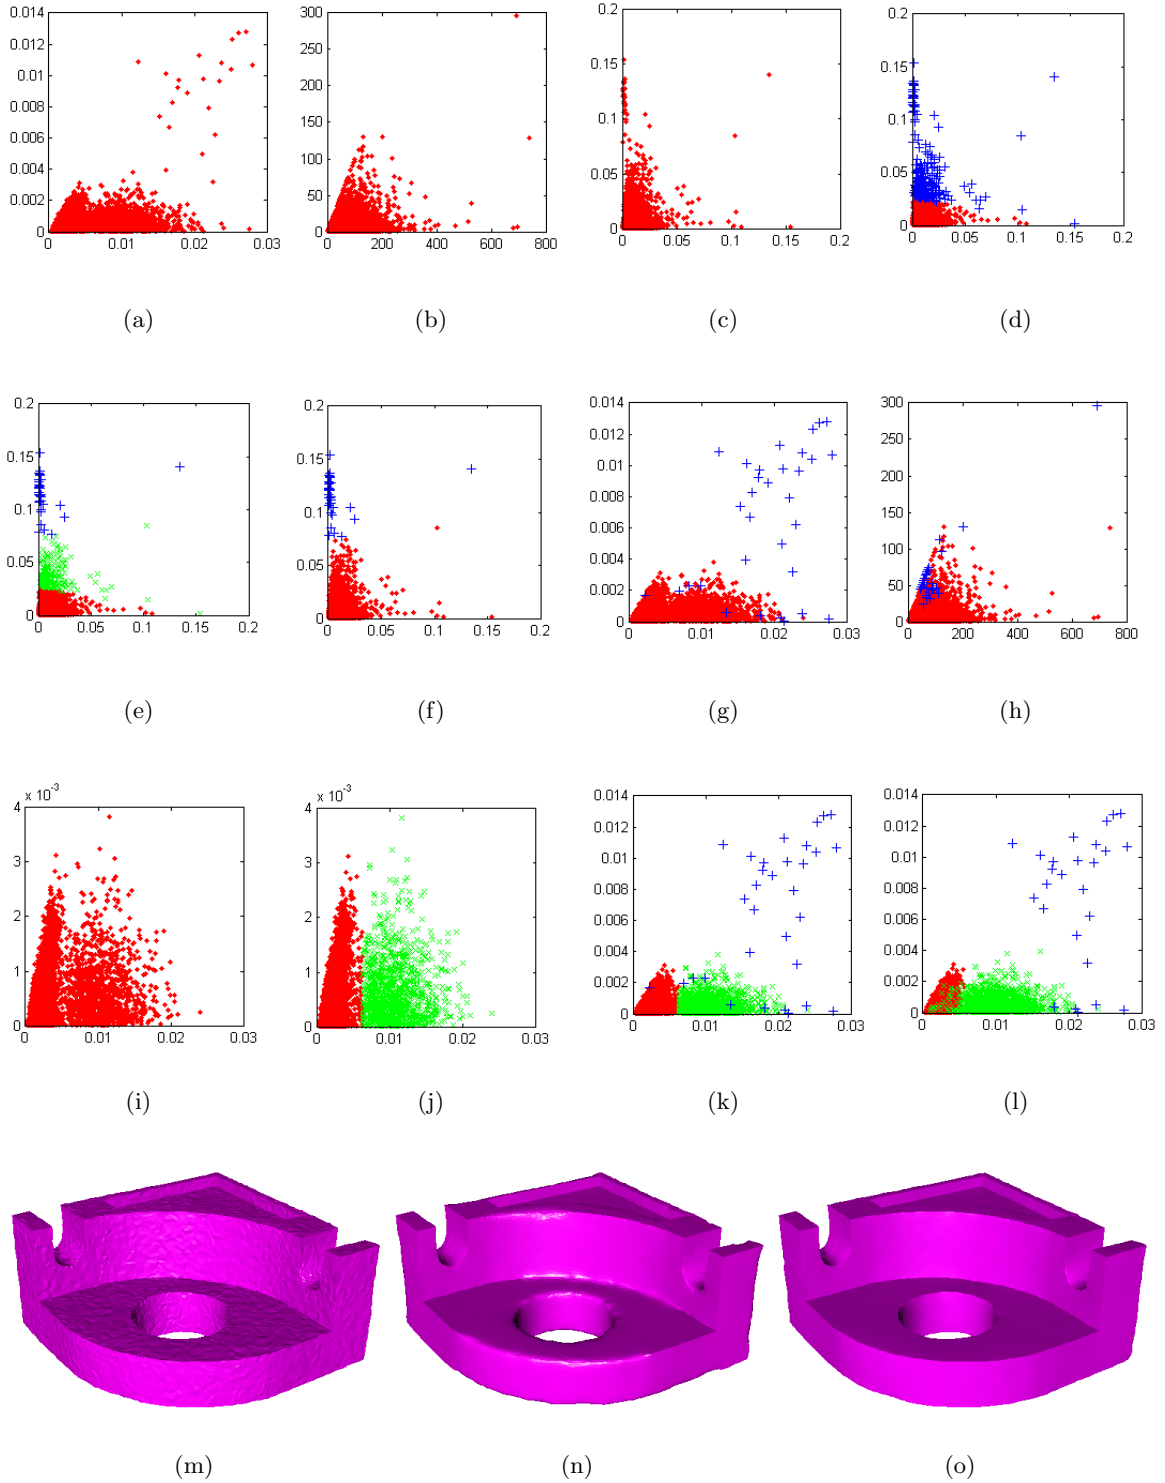 0.014
0.012
0.01
0.008
0.006
0.004
0.002
0
0 0.01 0.02 0.03
(a)
300
250
200
150
100
50
0
0 200 400 600 800
(b)
0.2
0.15
0.1
0.05
0
0 0.05 0.1 0.15 0.2
(c)
0.2
0.15
0.1
0.05
0
0 0.05 0.1 0.15 0.2
(d)
0.2
0.15
0.1
0.05
0
0 0.05 0.1 0.15 0.2
(e)
0.2
0.15
0.1
0.05
0
0 0.05 0.1 0.15 0.2
(f)
0.014
0.012
0.01
0.008
0.006
0.004
0.002
0
0 0.01 0.02 0.03
(g)
300
250
200
150
100
50
0
0 200 400 600 800
(h)
4 x 10⁻³
3
2
1
0
0 0.01 0.02 0.03
(i)
4 x 10⁻³
3
2
1
0
0 0.01 0.02 0.03
(j)
0.014
0.012
0.01
0.008
0.006
0.004
0.002
0
0 0.01 0.02 0.03
(k)
0.014
0.012
0.01
0.008
0.006
0.004
0.002
0
0 0.01 0.02 0.03
(l)
(m)
(n)
(o)